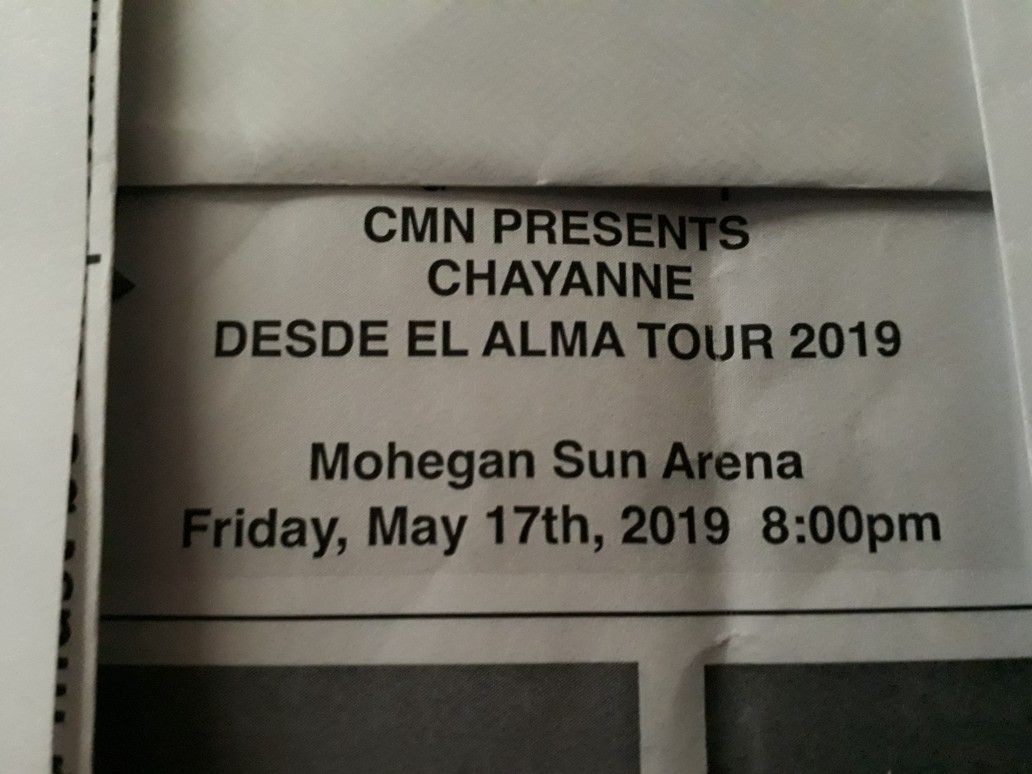 CMN PRESENTS
CHAYANNE
DESDE EL ALMA TOUR 2019
Mohegan Sun Arena
Friday, May 17th, 2019 8:00pm